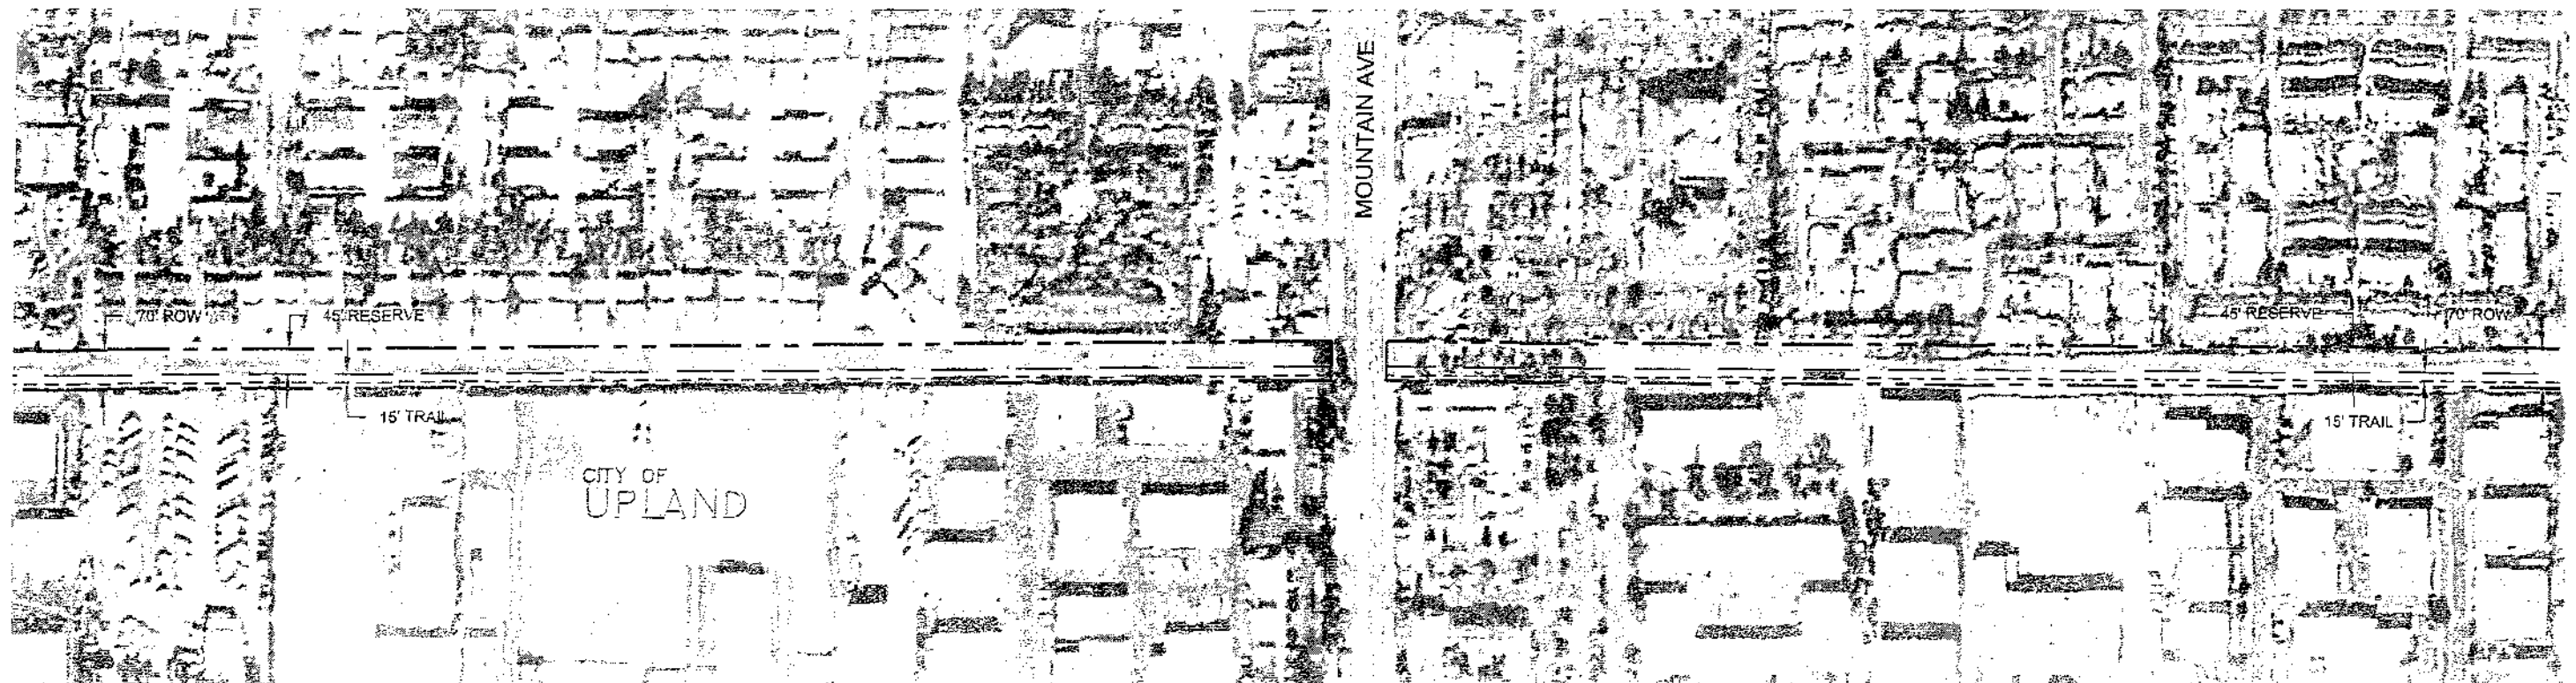 MOUNTAIN AVE.
70' ROW
45' RESERVE
45' RESERVE
70' ROW
15' TRAIL
15' TRAIL
CITY OF
UPLAND